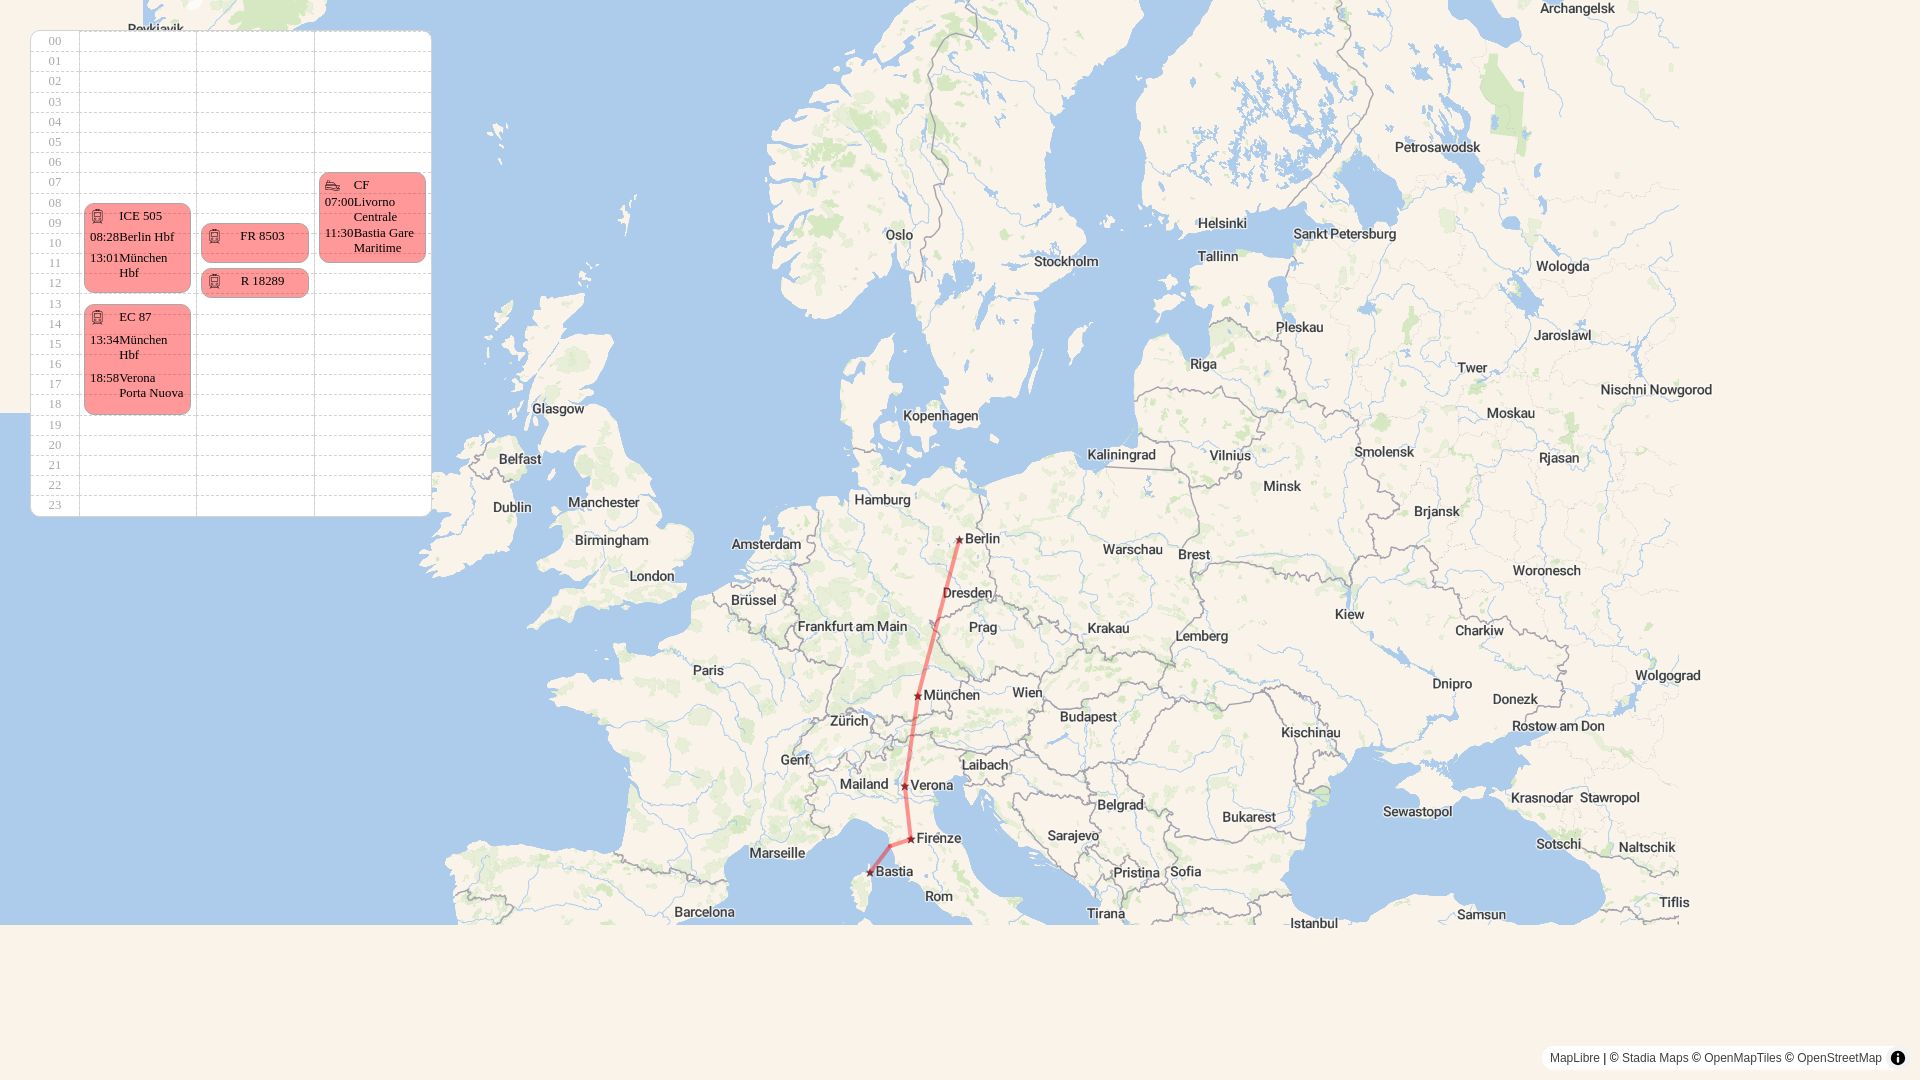 Reykjavik
Archangelsk
00
01
02
03
04
05
06
07
08
09
10
11
12
13
14
15
16
17
18
19
20
21
22
23
ICE 505
08:28 Berlin Hbf
13:01 München
Hbf
EC 87
13:34 München
Hbf
18:58 Verona
Porta Nuova
FR 8503
R 18289
CF
07:00 Livorno
Centrale
11:30 Bastia Gare
Maritime
Petrosawodsk
Helsinki
Sankt Petersburg
Oslo
Stockholm
Tallinn
Wologda
Pleskau
Jaroslawl
Riga
Twer
Nischni Nowgorod
Glasgow
Kopenhagen
Moskau
Kaliningrad
Vilnius
Smolensk
Rjasan
Belfast
Minsk
Hamburg
Manchester
Dublin
Brjansk
Berlin
Birmingham
Amsterdam
Warschau
Brest
Woronesch
London
Dresden
Brüssel
Kiew
Frankfurt am Main
Prag
Krakau
Lemberg
Charkiw
Paris
Wolgograd
München
Wien
Dnipro
Donezk
Zürich
Budapest
Kischinau
Rostow am Don
Genf
Laibach
Mailand
Verona
Belgrad
Bukarest
Sewastopol
Krasnodar
Stawropol
Firenze
Sarajevo
Sotschi
Naltschik
Marseille
Bastia
Pristina
Sofia
Rom
Tiflis
Barcelona
Tirana
Samsun
Istanbul
MapLibre | © Stadia Maps © OpenMapTiles © OpenStreetMap